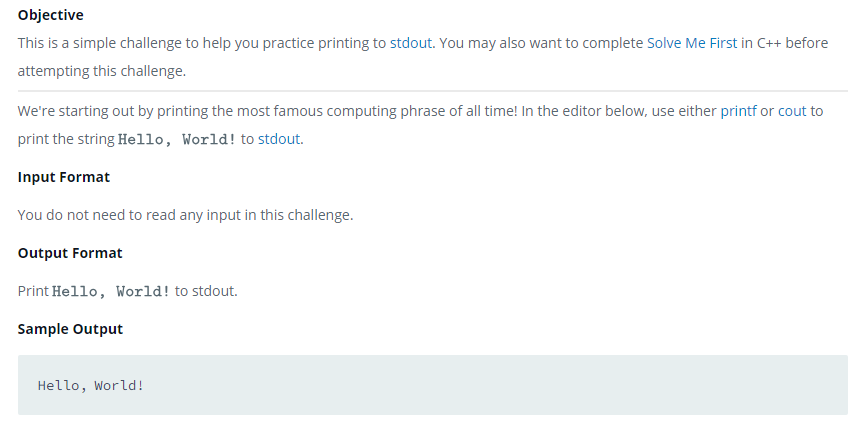 Objective
This is a simple challenge to help you practice printing to stdout. You may also want to complete Solve Me First in C++ before
attempting this challenge.
We're starting out by printing the most famous computing phrase of all time! In the editor below, use either printf or cout to
print the string Hello, World! to stdout.
Input Format
You do not need to read any input in this challenge.
Output Format
Print Hello, World! to stdout.
Sample Output
Hello, World!